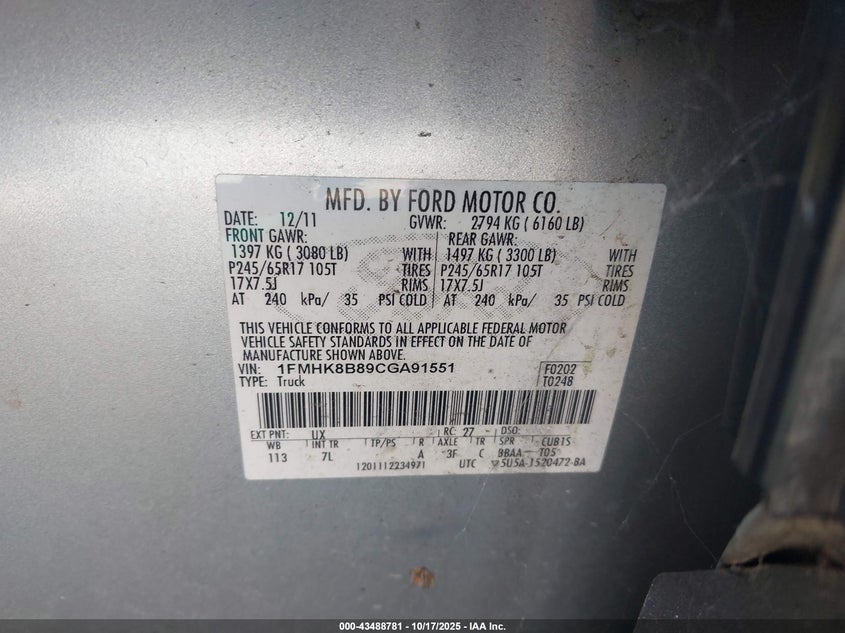 MFD. BY FORD MOTOR CO.
DATE: 12/11 GVWR: 2794 KG ( 6160 LB)
FRONT GAWR: REAR GAWR:
1397 KG ( 3080 LB) WITH 1497 KG ( 3300 LB) WITH
P245/65R17 105T TIRES P245/65R17 105T TIRES
17X7.5J RIMS 17X7.5J RIMS
AT 240 kPa/ 35 PSI COLD AT 240 kPa/ 35 PSI COLD
THIS VEHICLE CONFORMS TO ALL APPLICABLE FEDERAL MOTOR
VEHICLE SAFETY STANDARDS IN EFFECT ON THE DATE OF
MANUFACTURE SHOWN ABOVE.
VIN: 1FMHK8B89CGA91551 F0202
TYPE: Truck T0248
EXT PNT: UX RC: 27 DSO:
WB INT TR TP/PS R AXLE TR SPR CUBIS
113 7L A 3F C BBAA T05
1201112234971 UTC 5U5A-1520472-BA
000-43488781 - 10/17/2025 - IAA Inc.